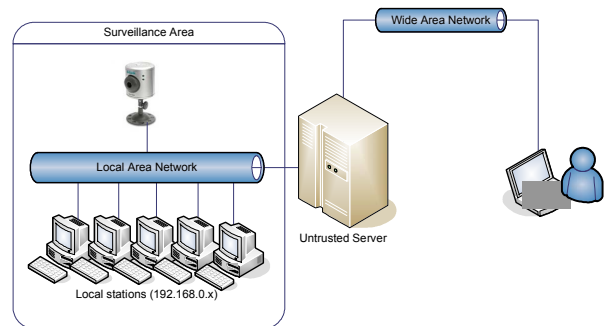 Surveillance Area
Wide Area Network
Local Area Network
Untrusted Server
Local stations (192.168.0.x)